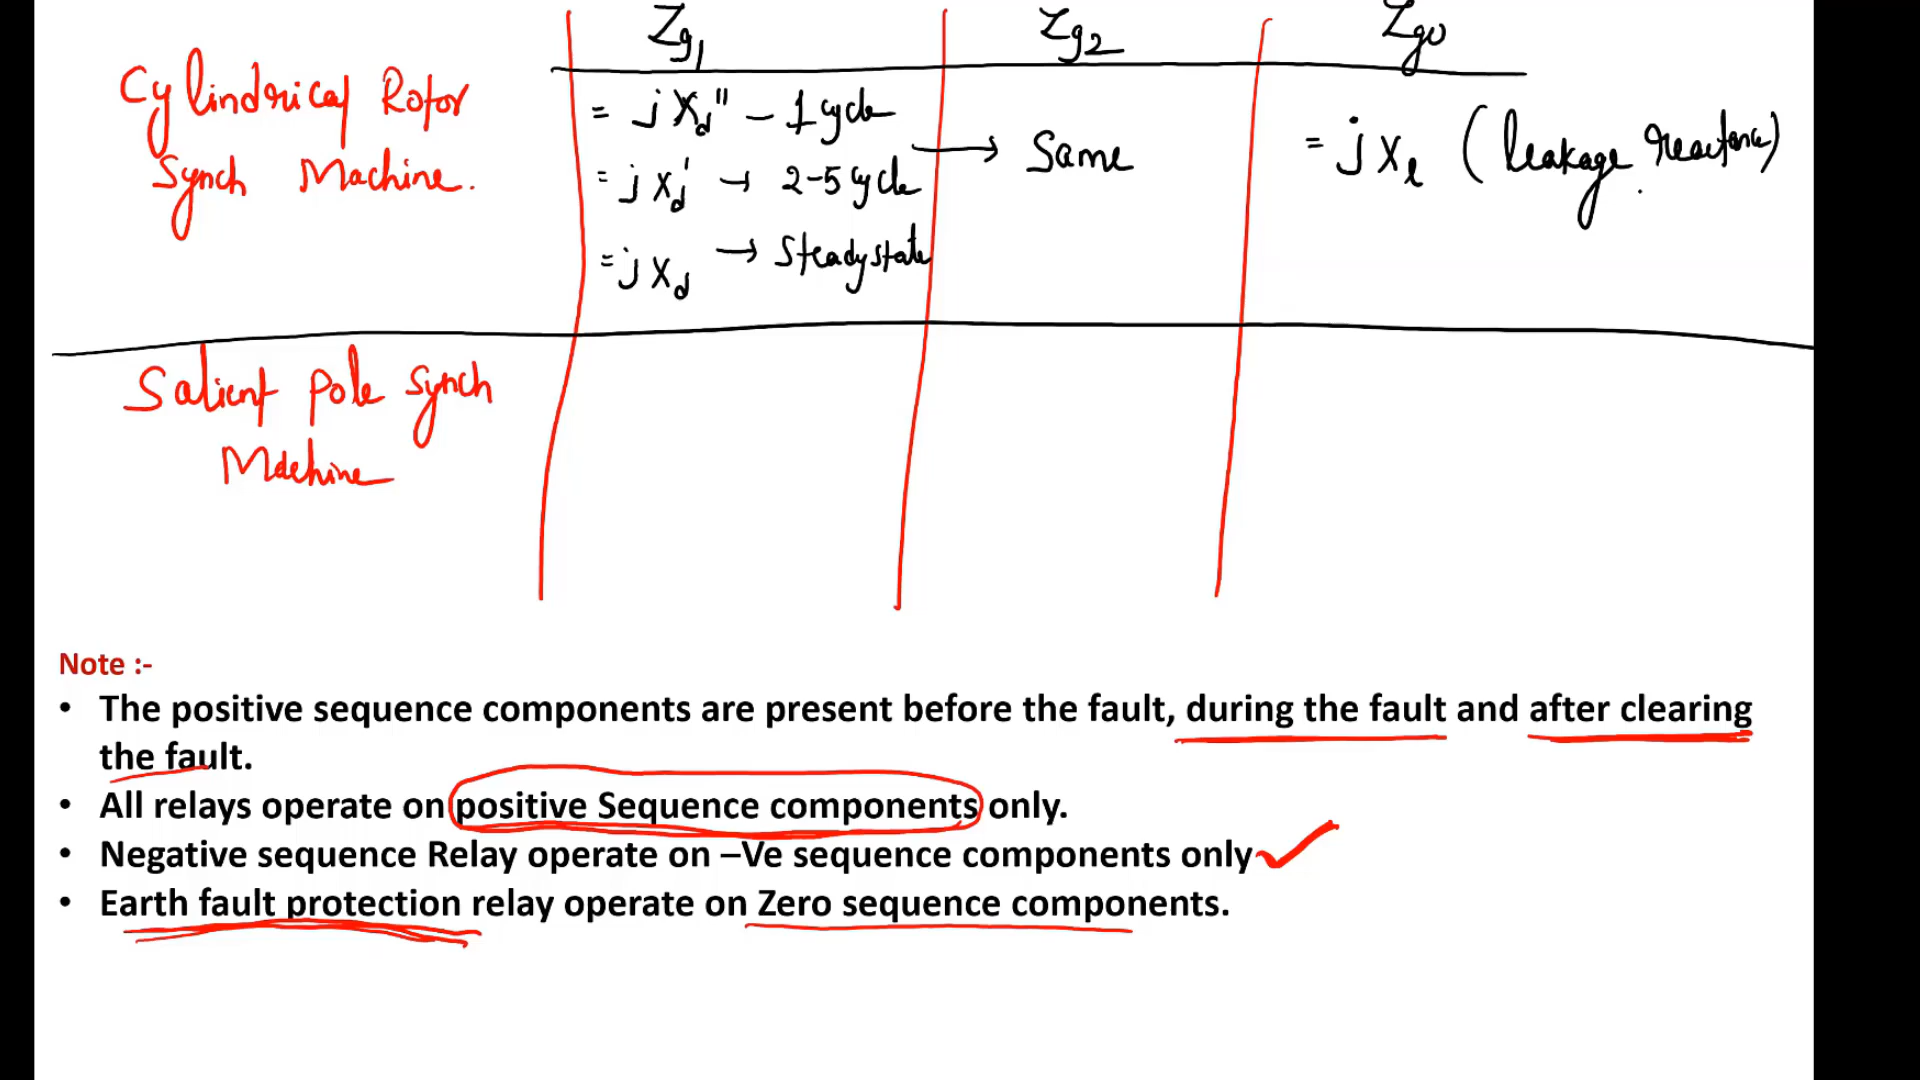 Zg1 Zg2 Zg0
Cylindrical Rotor
Synch Machine.
= jXd'' - 1 cycle
= jXd' → 2-5 cycle
= jXd → Steady state
→ Same
= jXl (leakage reactance)
Salient pole Synch
Machine
Note :-
• The positive sequence components are present before the fault, during the fault and after clearing
the fault.
• All relays operate on positive Sequence components only.
• Negative sequence Relay operate on –Ve sequence components only
• Earth fault protection relay operate on Zero sequence components.